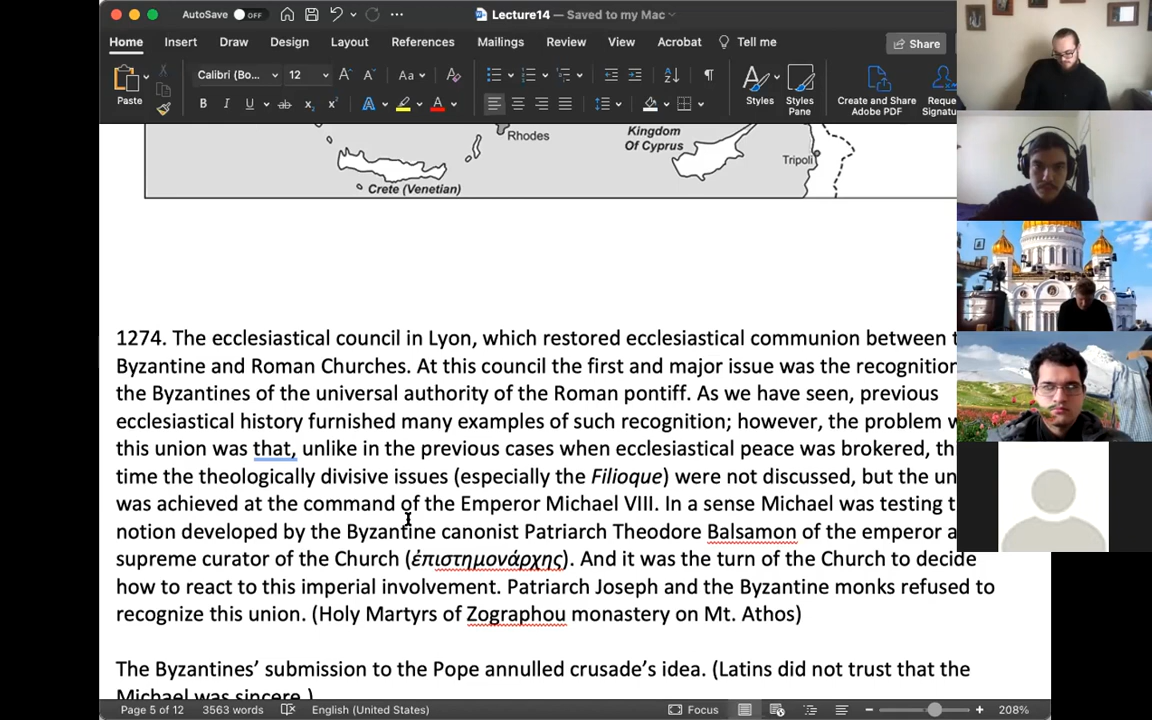 AutoSave OFF
Lecture14 — Saved to my Mac
Home Insert Draw Design Layout References Mailings Review View Acrobat Tell me
Share
Calibri (Bo... 12
Paste
Aa
B I U ab x₂ x²
Styles
Styles Pane
Create and Share Adobe PDF
Reque
Signatu
Rhodes
Kingdom
Of Cyprus
Tripoli
Crete (Venetian)
1274. The ecclesiastical council in Lyon, which restored ecclesiastical communion between t
Byzantine and Roman Churches. At this council the first and major issue was the recognition
the Byzantines of the universal authority of the Roman pontiff. As we have seen, previous
ecclesiastical history furnished many examples of such recognition; however, the problem w
this union was that, unlike in the previous cases when ecclesiastical peace was brokered, th
time the theologically divisive issues (especially the Filioque) were not discussed, but the un
was achieved at the command of the Emperor Michael VIII. In a sense Michael was testing t
notion developed by the Byzantine canonist Patriarch Theodore Balsamon of the emperor a
supreme curator of the Church (ἐπιστημονάρχης). And it was the turn of the Church to decide
how to react to this imperial involvement. Patriarch Joseph and the Byzantine monks refused to
recognize this union. (Holy Martyrs of Zographou monastery on Mt. Athos)
The Byzantines’ submission to the Pope annulled crusade’s idea. (Latins did not trust that the
Michael was sincere.)
Page 5 of 12 3563 words English (United States) Focus 208%